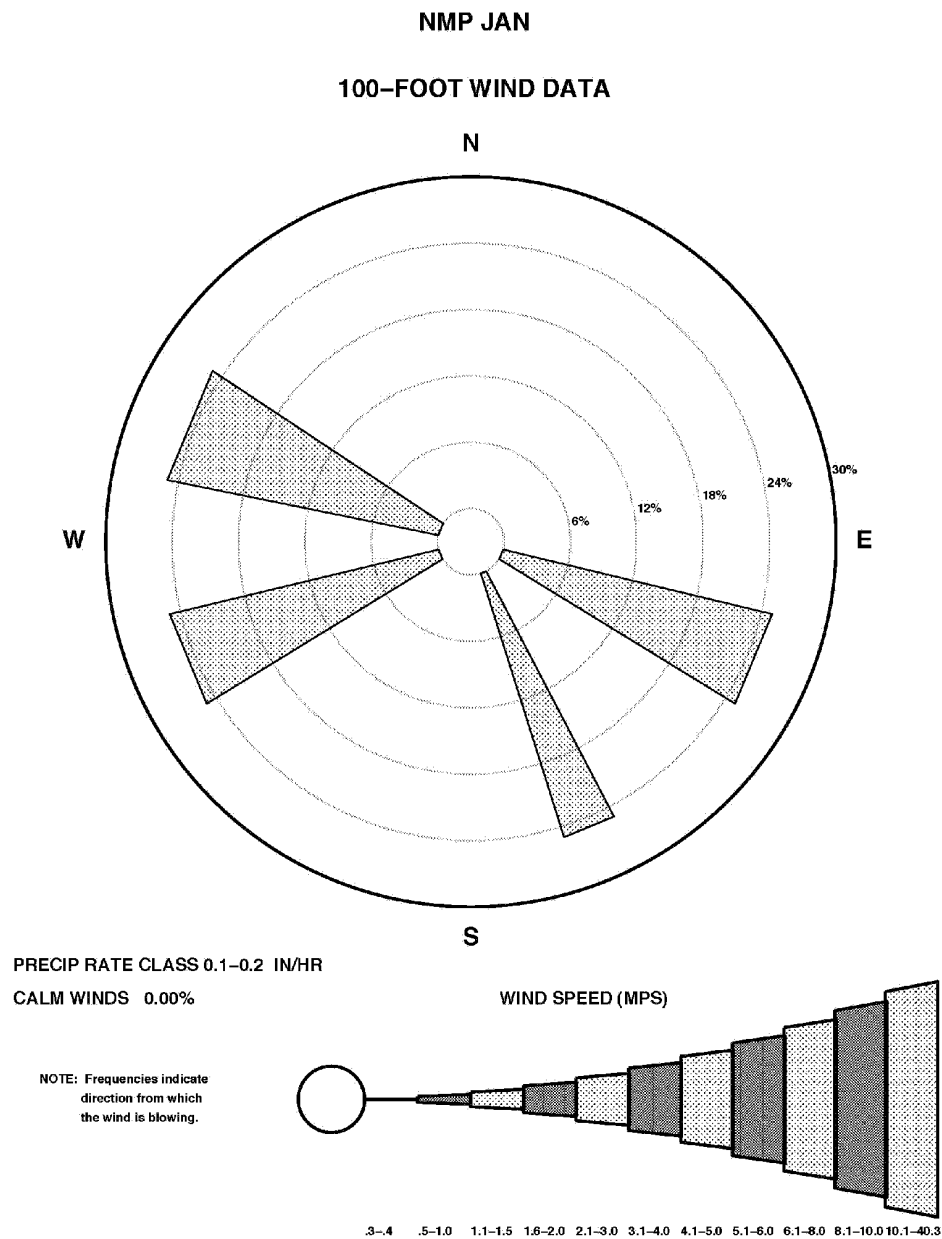 NMP JAN
100–FOOT WIND DATA
N
30%
24%
18%
12%
6%
W
E
S
PRECIP RATE CLASS 0.1–0.2 IN/HR
CALM WINDS 0.00%
WIND SPEED (MPS)
NOTE: Frequencies indicate
direction from which
the wind is blowing.
.3–.4 .5–1.0 1.1–1.5 1.6–2.0 2.1–3.0 3.1–4.0 4.1–5.0 5.1–6.0 6.1–8.0 8.1–10.0 10.1–40.3